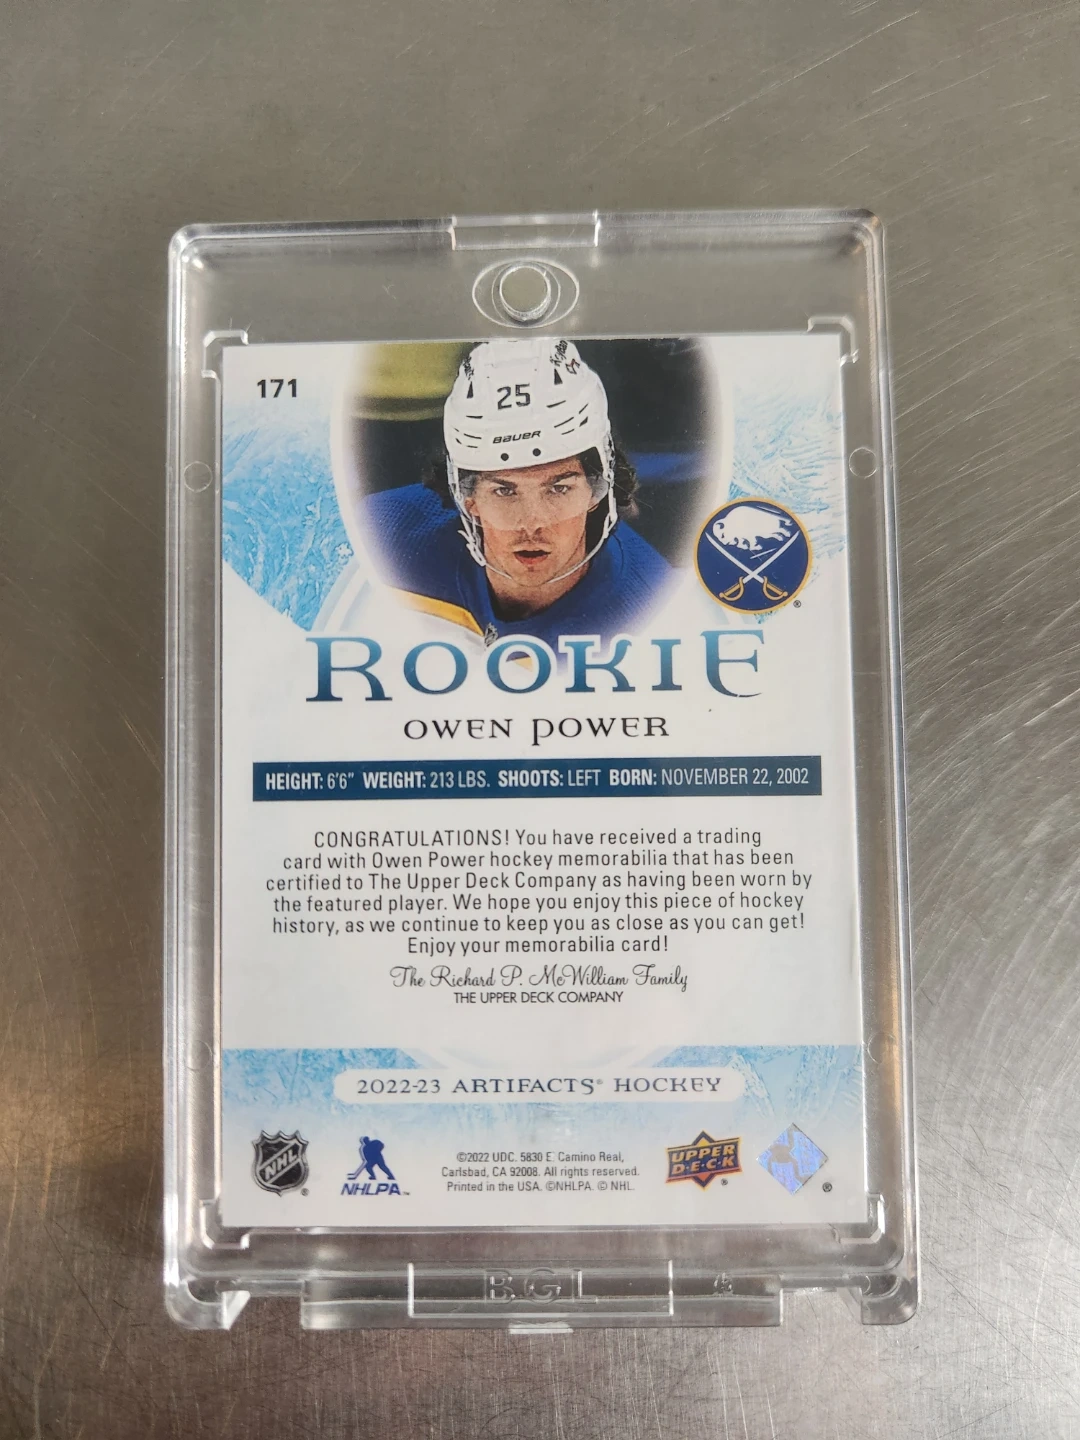 171
25
BAUER
ROOKIE
OWEN POWER
HEIGHT: 6'6" WEIGHT: 213 LBS. SHOOTS: LEFT BORN: NOVEMBER 22, 2002
CONGRATULATIONS! You have received a trading
card with Owen Power hockey memorabilia that has been
certified to The Upper Deck Company as having been worn by
the featured player. We hope you enjoy this piece of hockey
history, as we continue to keep you as close as you can get!
Enjoy your memorabilia card!
The Richard P. McWilliam Family
THE UPPER DECK COMPANY
2022-23 ARTIFACTS® HOCKEY
NHL ®
NHLPA™
©2022 UDC. 5830 E. Camino Real,
Carlsbad, CA 92008. All rights reserved.
Printed in the USA. ©NHLPA. © NHL.
UPPER
D·E·C·K ®
®
BGL